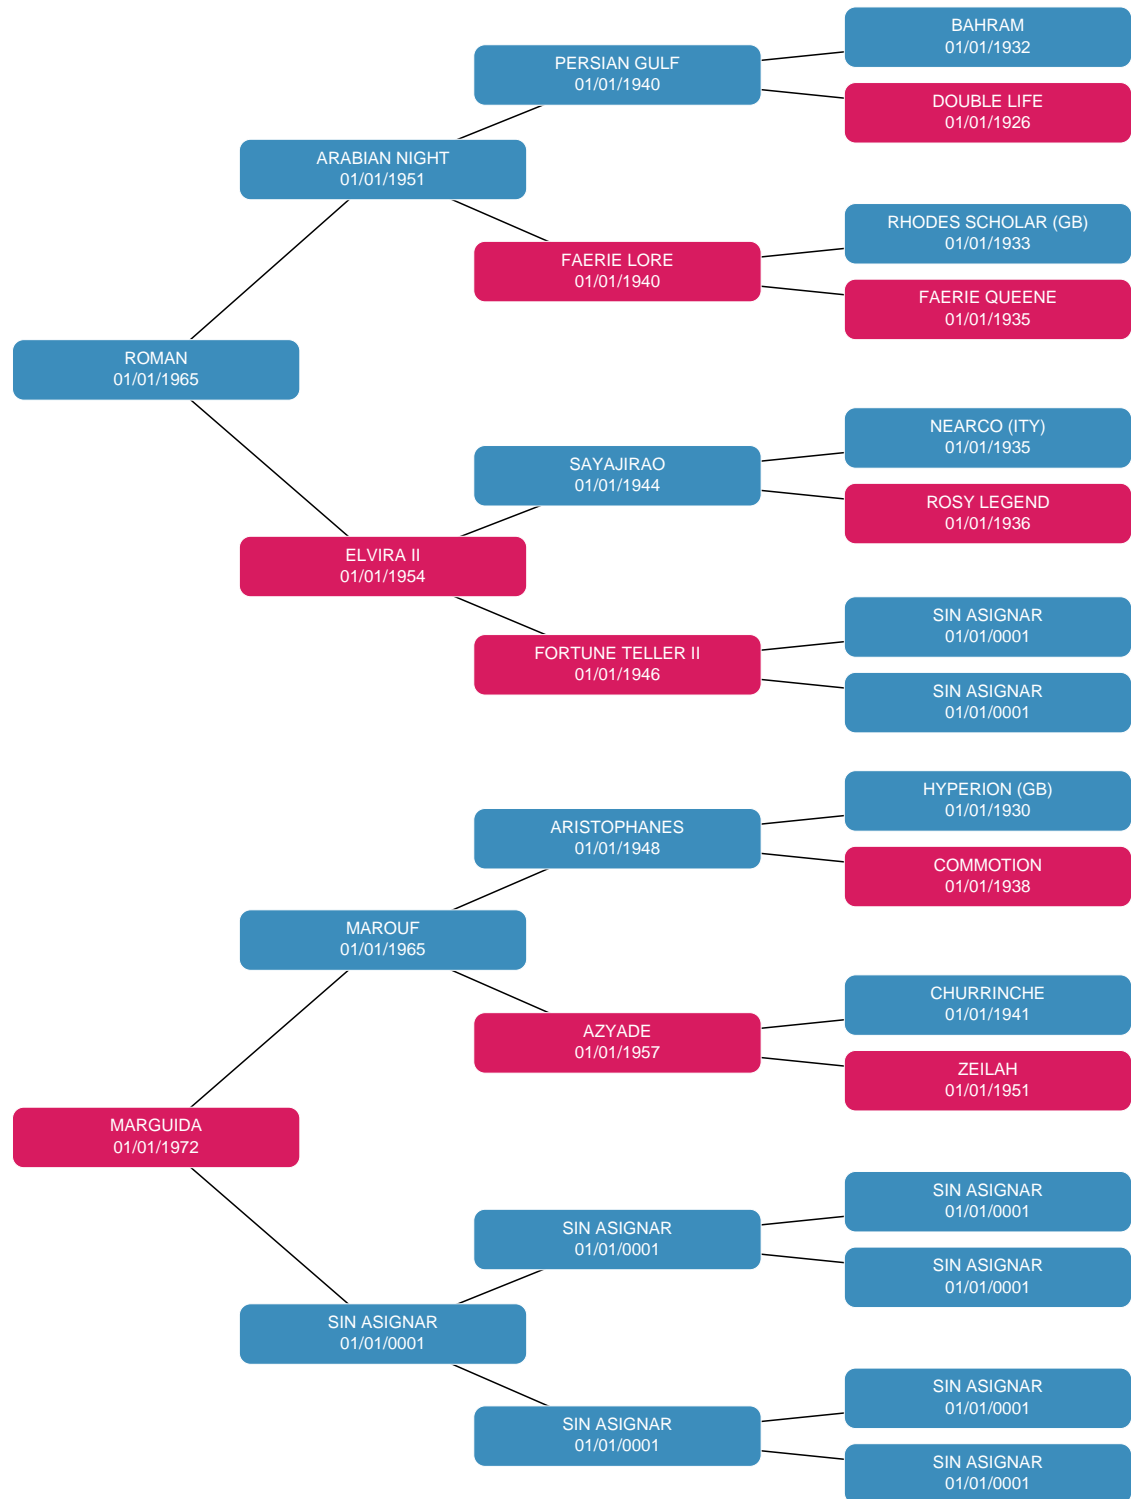 BAHRAM
01/01/1932
PERSIAN GULF
01/01/1940
DOUBLE LIFE
01/01/1926
ARABIAN NIGHT
01/01/1951
RHODES SCHOLAR (GB)
01/01/1933
FAERIE LORE
01/01/1940
FAERIE QUEENE
01/01/1935
ROMAN
01/01/1965
NEARCO (ITY)
01/01/1935
SAYAJIRAO
01/01/1944
ROSY LEGEND
01/01/1936
ELVIRA II
01/01/1954
SIN ASIGNAR
01/01/0001
FORTUNE TELLER II
01/01/1946
SIN ASIGNAR
01/01/0001
HYPERION (GB)
01/01/1930
ARISTOPHANES
01/01/1948
COMMOTION
01/01/1938
MAROUF
01/01/1965
CHURRINCHE
01/01/1941
AZYADE
01/01/1957
ZEILAH
01/01/1951
MARGUIDA
01/01/1972
SIN ASIGNAR
01/01/0001
SIN ASIGNAR
01/01/0001
SIN ASIGNAR
01/01/0001
SIN ASIGNAR
01/01/0001
SIN ASIGNAR
01/01/0001
SIN ASIGNAR
01/01/0001
SIN ASIGNAR
01/01/0001